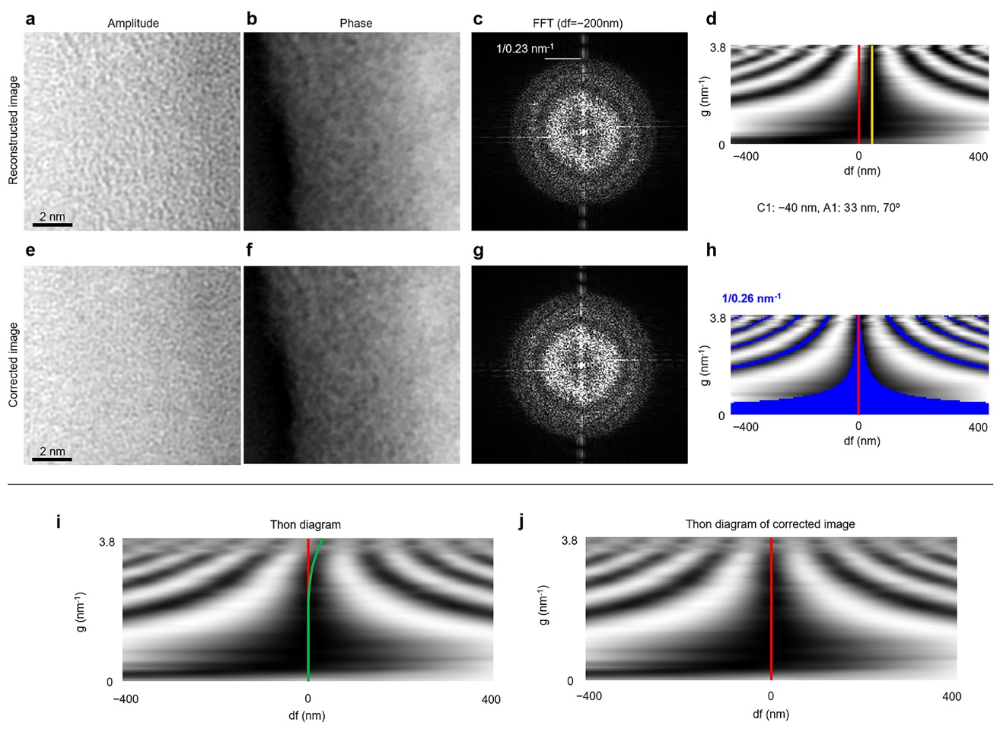 a
Amplitude
b
Phase
c
FFT (df=−200nm)
d
Reconstructed image
2 nm
1/0.23 nm-1
3.8
g (nm-1)
0
−400
0
400
df (nm)
C1: −40 nm, A1: 33 nm, 70º
e
f
g
h
Corrected image
2 nm
1/0.26 nm-1
3.8
g (nm-1)
0
−400
0
400
df (nm)
i
Thon diagram
3.8
g (nm-1)
0
−400
0
400
df (nm)
j
Thon diagram of corrected image
3.8
g (nm-1)
0
−400
0
400
df (nm)